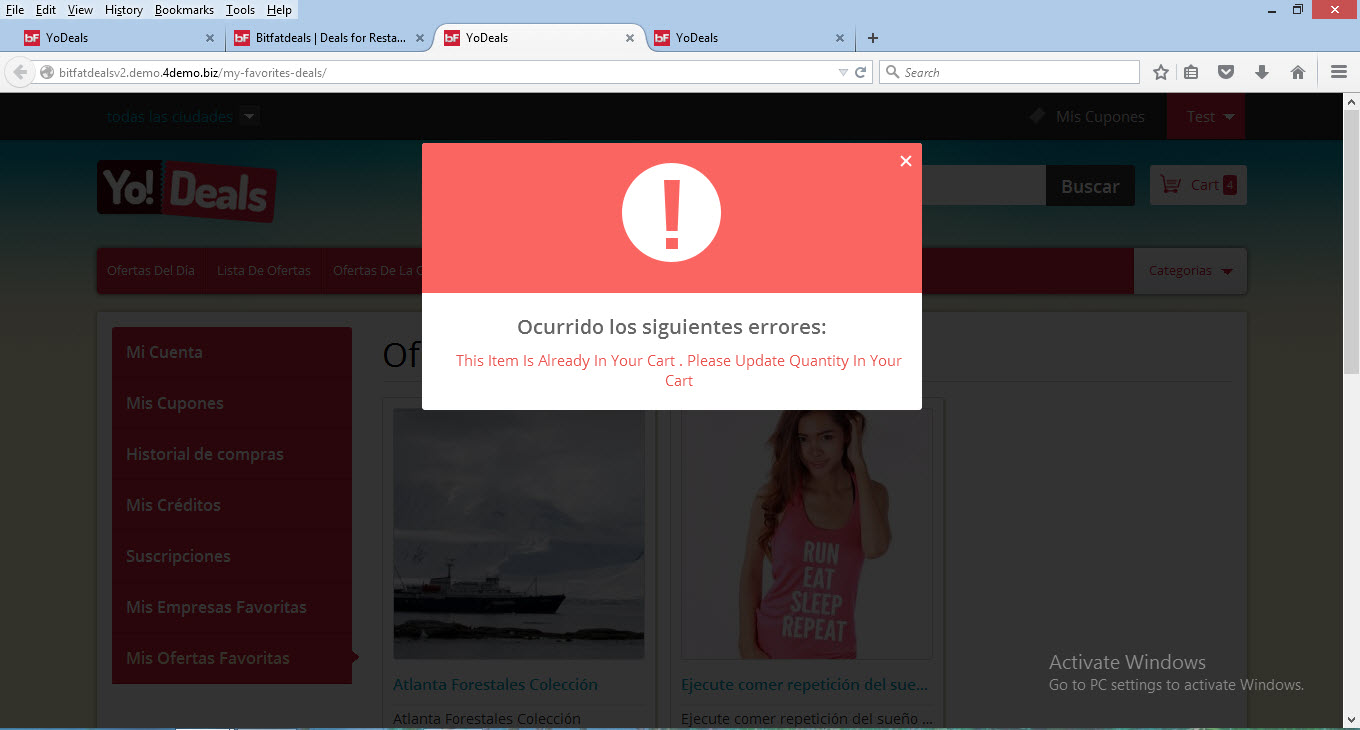 File Edit View History Bookmarks Tools Help
bF YoDeals
bF Bitfatdeals | Deals for Resta...
bF YoDeals
bF YoDeals
bitfatdealsv2.demo.4demo.biz/my-favorites-deals/
Search
todas las ciudades
Mis Cupones
Test
Yo! Deals
Buscar
Cart 4
Ofertas Del Día
Lista De Ofertas
Ofertas De La C
Categorias
!
Ocurrido los siguientes errores:
This Item Is Already In Your Cart . Please Update Quantity In Your
Cart
Mi Cuenta
Mis Cupones
Historial de compras
Mis Créditos
Suscripciones
Mis Empresas Favoritas
Mis Ofertas Favoritas
Of
RUN
EAT
SLEEP
REPEAT
Atlanta Forestales Colección
Atlanta Forestales Colección
Ejecute comer repetición del sue...
Ejecute comer repetición del sueño ...
Activate Windows
Go to PC settings to activate Windows.